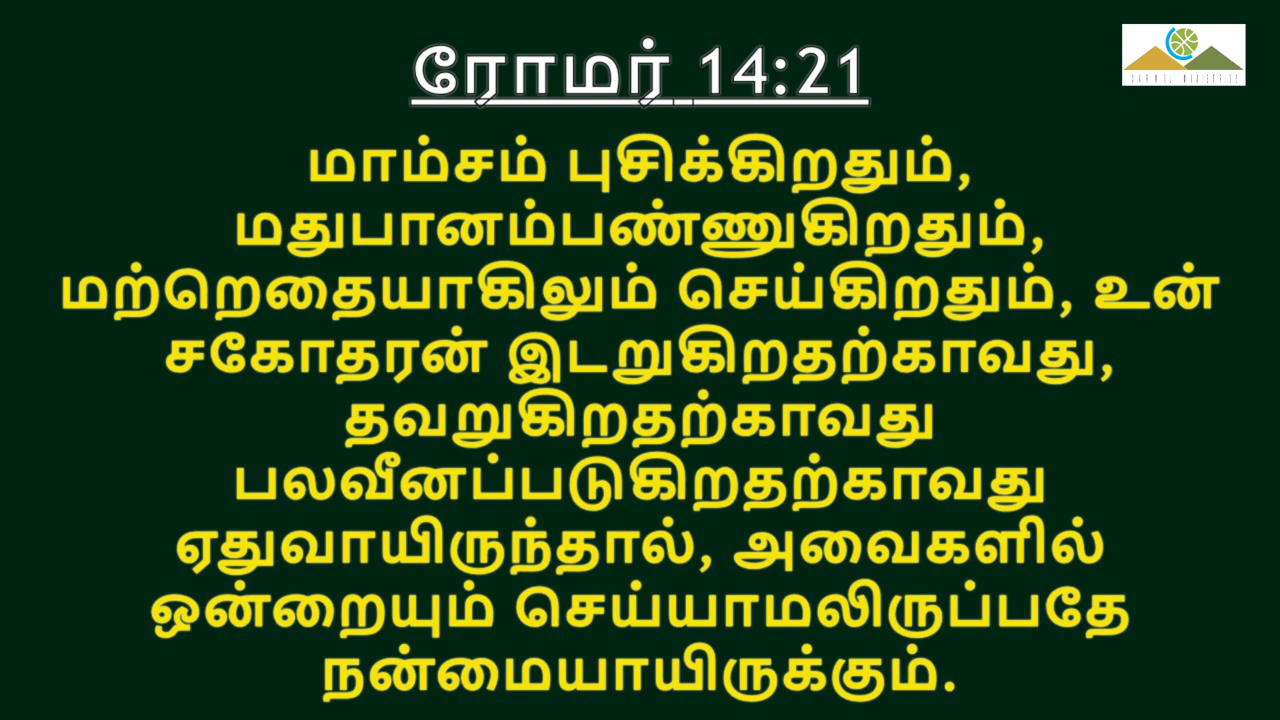 ரோமர் 14:21
மாம்சம் புசிக்கிறதும்,
மதுபானம்பண்ணுகிறதும்,
மற்றெதையாகிலும் செய்கிறதும், உன்
சகோதரன் இடறுகிறதற்காவது,
தவறுகிறதற்காவது
பலவீனப்படுகிறதற்காவது
ஏதுவாயிருந்தால், அவைகளில்
ஒன்றையும் செய்யாமலிருப்பதே
நன்மையாயிருக்கும்.